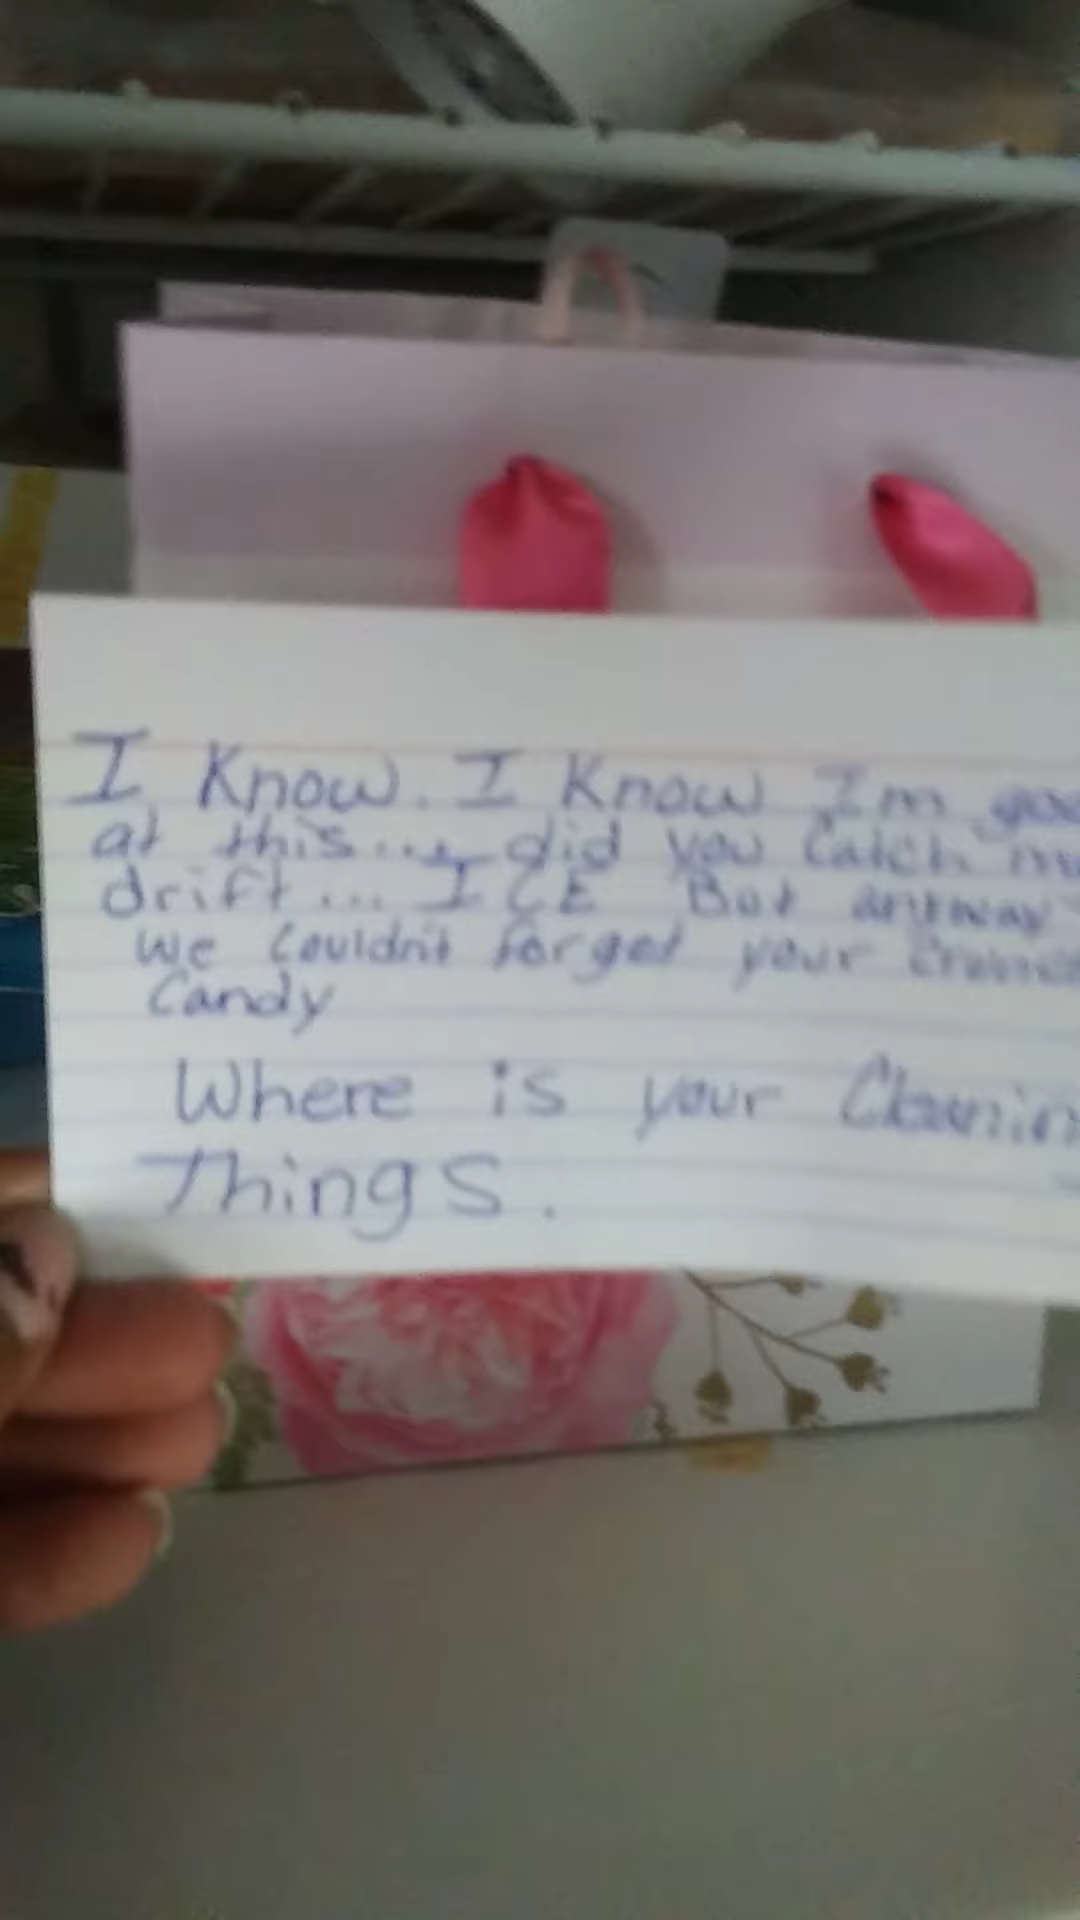 I Know. I Know Im
at this.... did you Catch
drift... ICE But anyway
we Couldn't forget your
Candy
Where is your
Things.